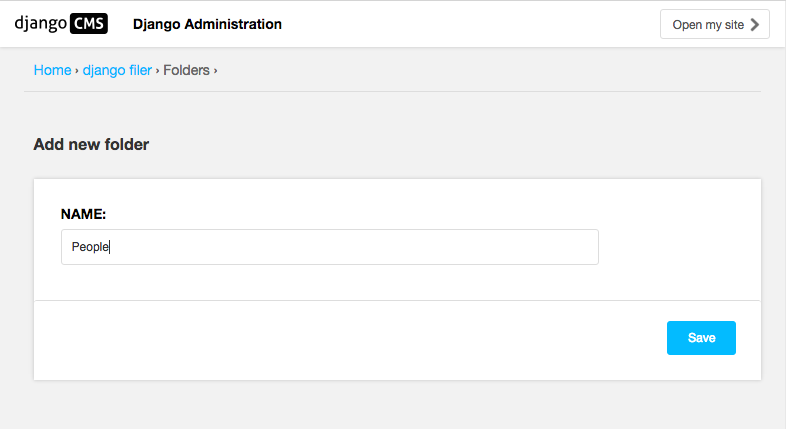 django CMS Django Administration Open my site
Home › django filer › Folders ›
Add new folder
NAME:
People
Save